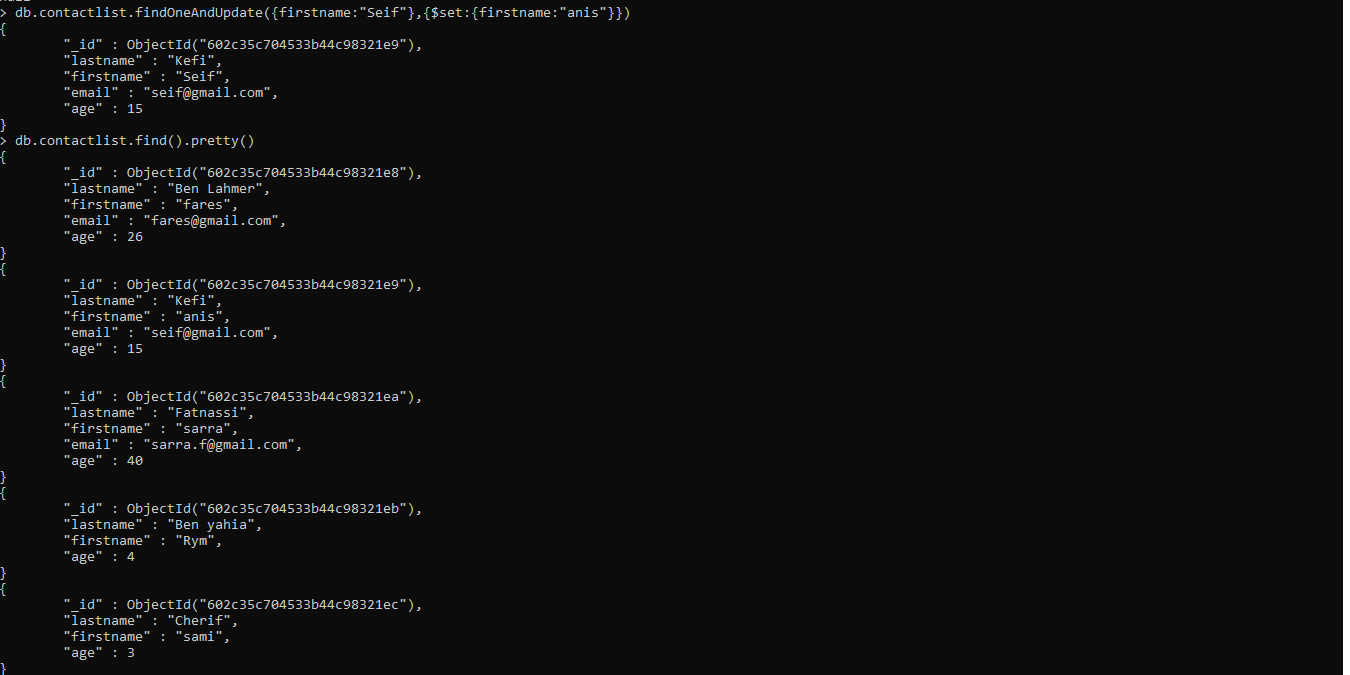 > db.contactlist.findOneAndUpdate({firstname:"Seif"},{$set:{firstname:"anis"}})
{
        "_id" : ObjectId("602c35c704533b44c98321e9"),
        "lastname" : "Kefi",
        "firstname" : "Seif",
        "email" : "seif@gmail.com",
        "age" : 15
}
> db.contactlist.find().pretty()
{
        "_id" : ObjectId("602c35c704533b44c98321e8"),
        "lastname" : "Ben Lahmer",
        "firstname" : "fares",
        "email" : "fares@gmail.com",
        "age" : 26
}
{
        "_id" : ObjectId("602c35c704533b44c98321e9"),
        "lastname" : "Kefi",
        "firstname" : "anis",
        "email" : "seif@gmail.com",
        "age" : 15
}
{
        "_id" : ObjectId("602c35c704533b44c98321ea"),
        "lastname" : "Fatnassi",
        "firstname" : "sarra",
        "email" : "sarra.f@gmail.com",
        "age" : 40
}
{
        "_id" : ObjectId("602c35c704533b44c98321eb"),
        "lastname" : "Ben yahia",
        "firstname" : "Rym",
        "age" : 4
}
{
        "_id" : ObjectId("602c35c704533b44c98321ec"),
        "lastname" : "Cherif",
        "firstname" : "sami",
        "age" : 3
}